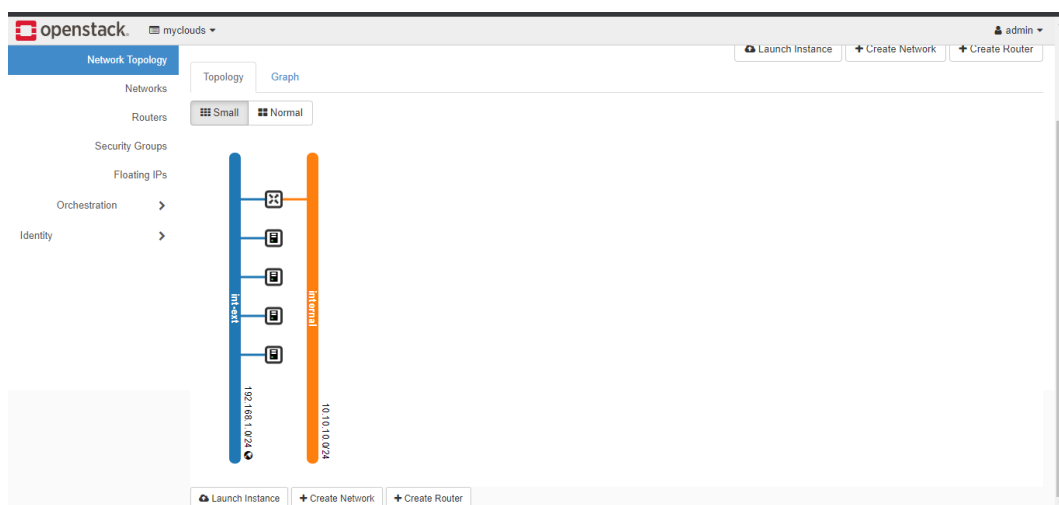 openstack. myclouds
admin
Network Topology
Networks
Routers
Security Groups
Floating IPs
Orchestration
Identity
Launch Instance + Create Network + Create Router
Topology Graph
Small Normal
int-ext
192.168.1.0/24
internal
10.10.10.0/24
Launch Instance + Create Network + Create Router